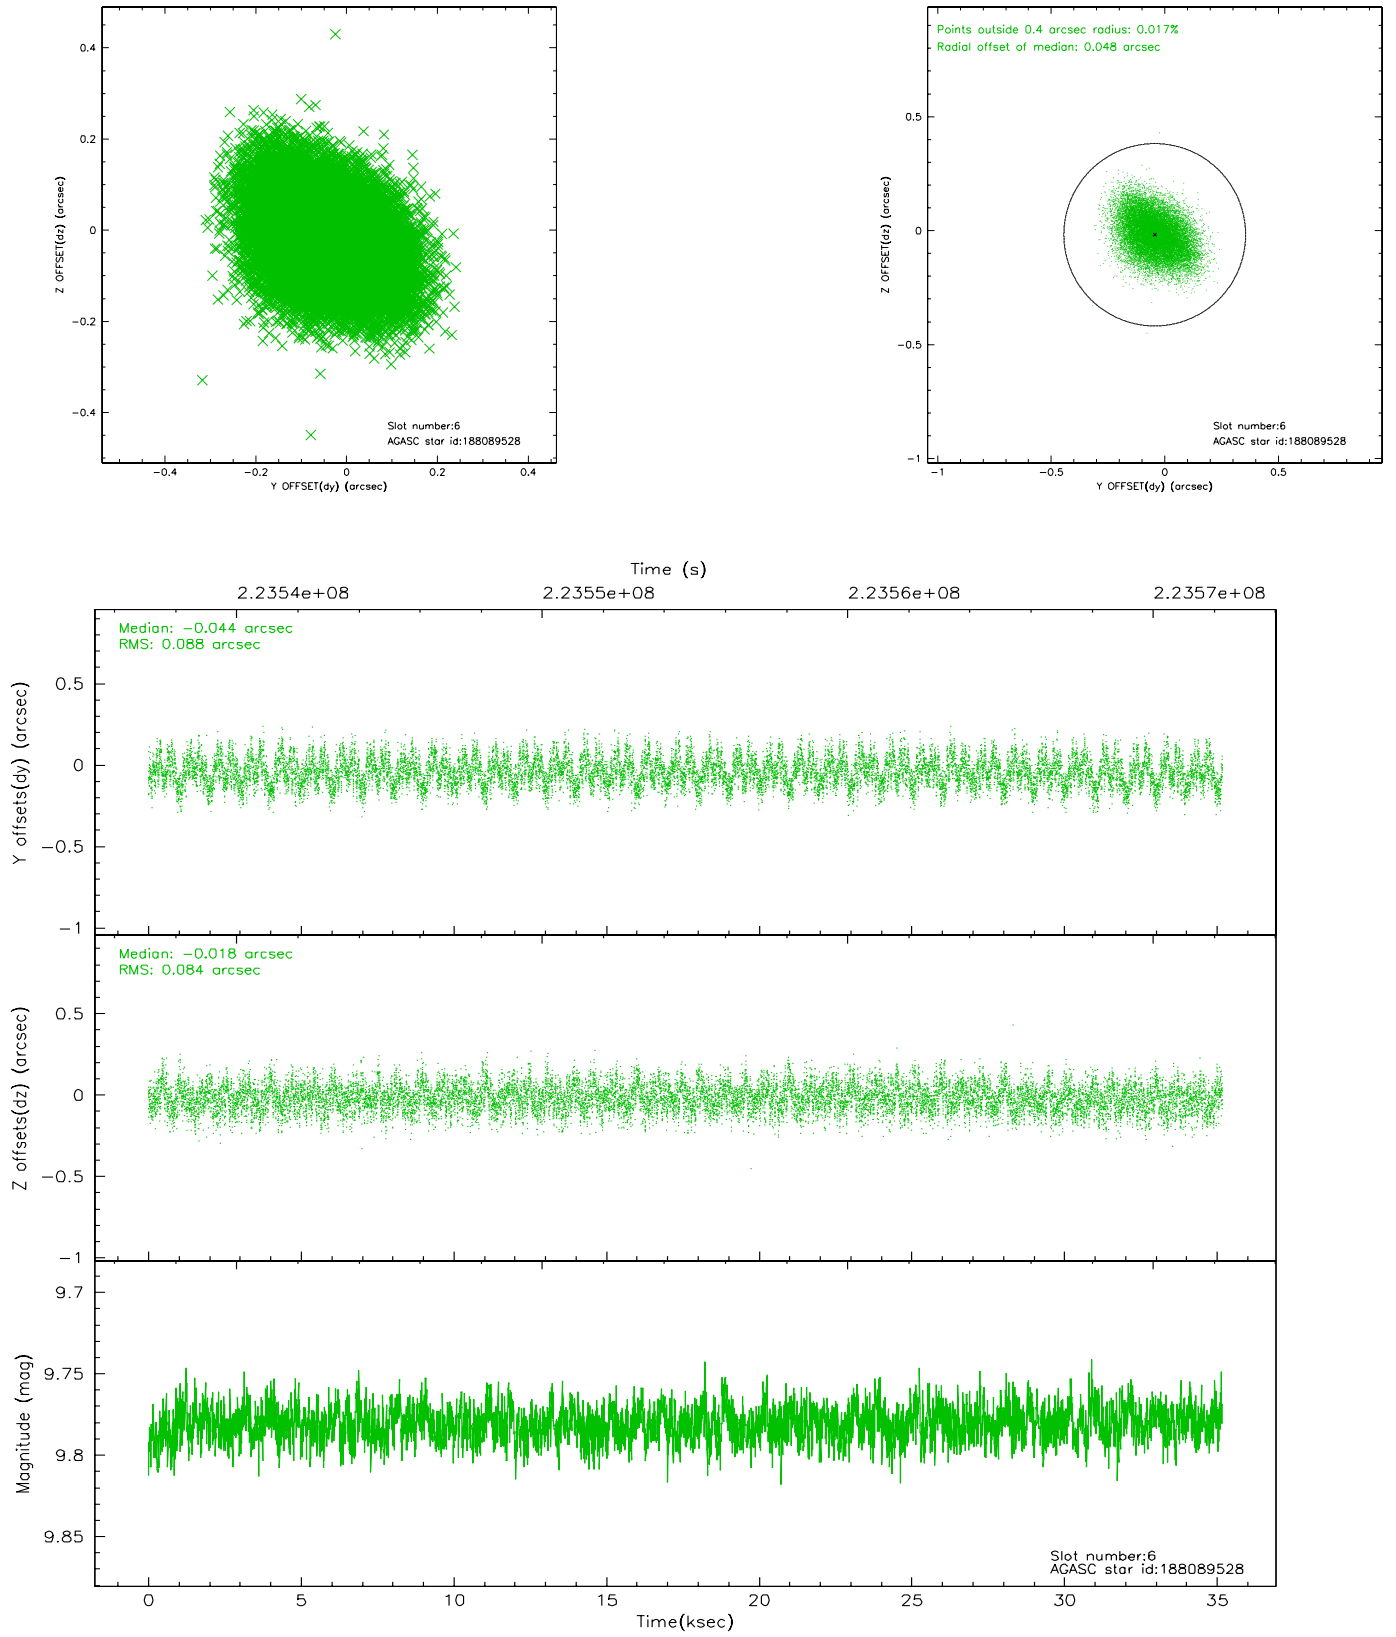 0.4
0.2
0
−0.2
−0.4
Z OFFSET(dz) (arcsec)
−0.4 −0.2 0 0.2 0.4
Y OFFSET(dy) (arcsec)
Slot number:6
AGASC star id:188089528
Points outside 0.4 arcsec radius: 0.017%
Radial offset of median: 0.048 arcsec
0.5
0
−0.5
−1
Z OFFSET(dz) (arcsec)
−1 −0.5 0 0.5
Y OFFSET(dy) (arcsec)
Slot number:6
AGASC star id:188089528
Time (s)
2.2354e+08 2.2355e+08 2.2356e+08 2.2357e+08
Median: −0.044 arcsec
RMS: 0.088 arcsec
0.5
0
−0.5
−1
Y offsets(dy) (arcsec)
Median: −0.018 arcsec
RMS: 0.084 arcsec
0.5
0
−0.5
−1
Z offsets(dz) (arcsec)
9.7
9.75
9.8
9.85
Magnitude (mag)
Slot number:6
AGASC star id:188089528
0 5 10 15 20 25 30 35
Time(ksec)